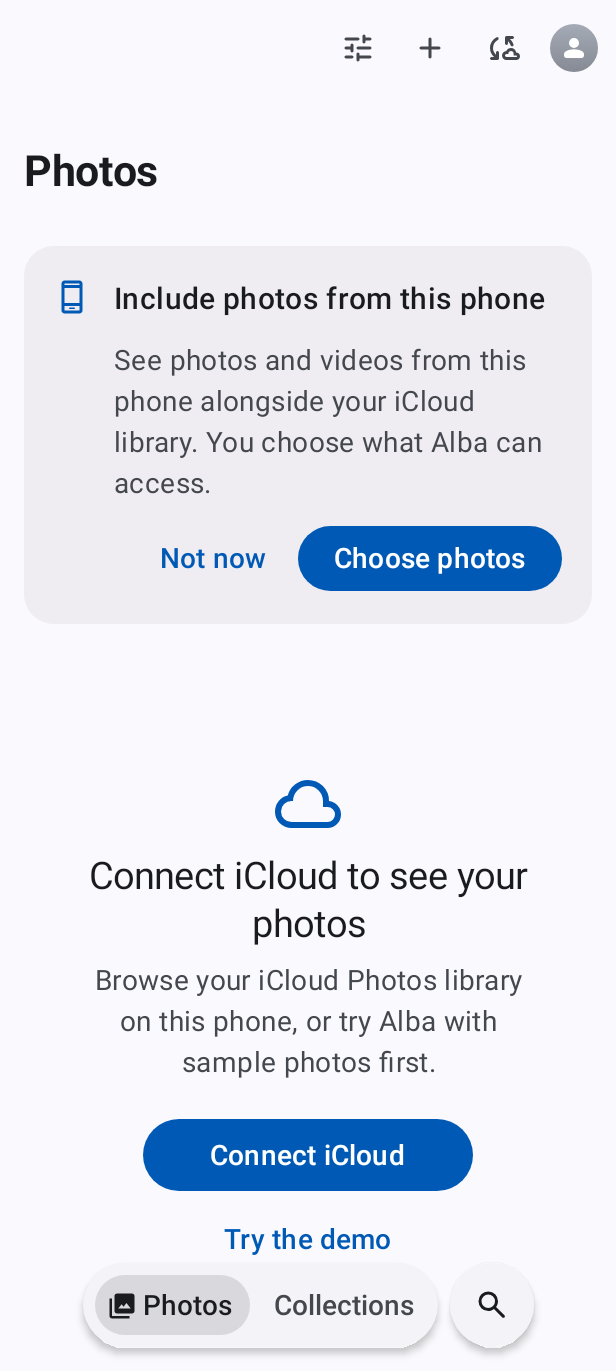 Photos
Include photos from this phone
See photos and videos from this
phone alongside your iCloud
library. You choose what Alba can
access.
Not now
Choose photos
Connect iCloud to see your
photos
Browse your iCloud Photos library
on this phone, or try Alba with
sample photos first.
Connect iCloud
Try the demo
Photos
Collections